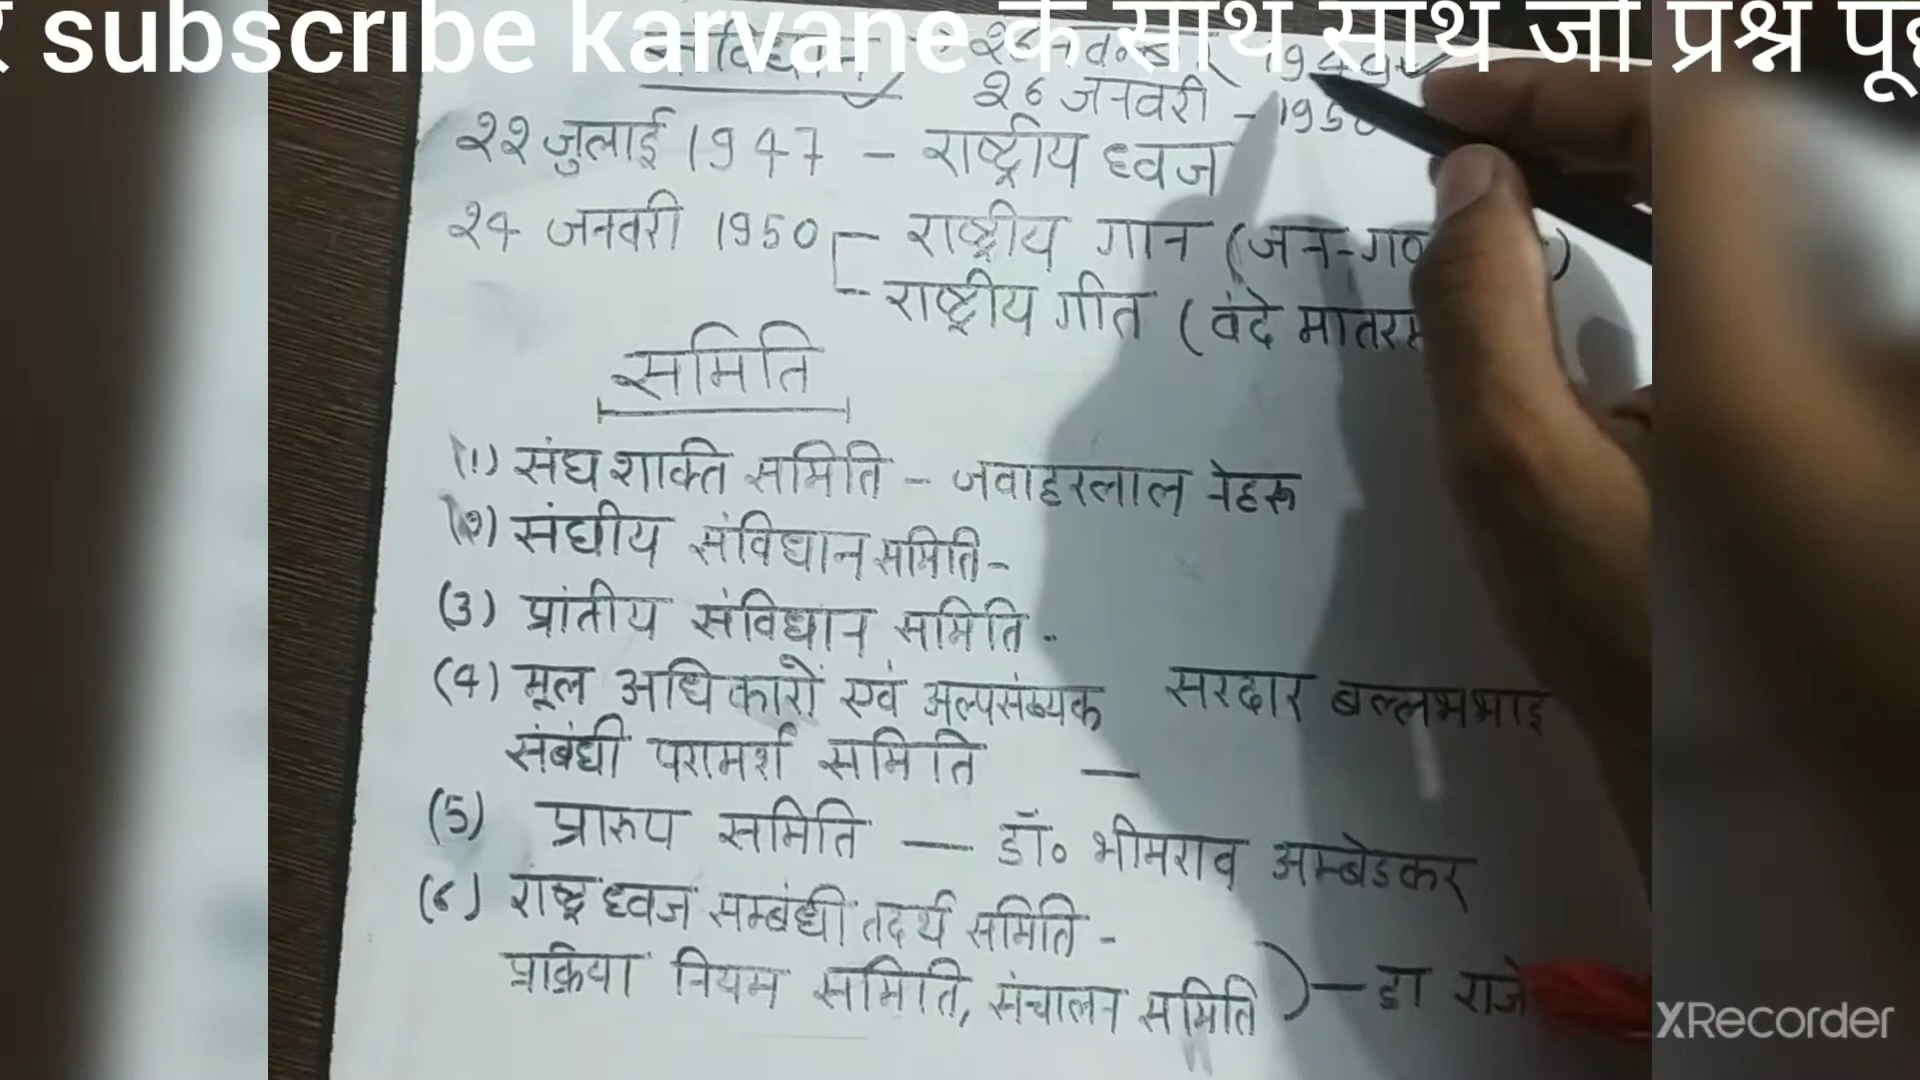 subscribe karvane के साथ साथ जो प्रश्न पूछ
संविधान
26 जनवरी - 1950
22 जुलाई 1947 - राष्ट्रीय ध्वज
24 जनवरी 1950 - राष्ट्रीय गान (जन-गण
- राष्ट्रीय गीत (वंदे मातरम
समिति
(1) संघ शक्ति समिति - जवाहरलाल नेहरू
(2) संघीय संविधान समिति -
(3) प्रांतीय संविधान समिति -
(4) मूल अधिकारों एवं अल्पसंख्यक सरदार बल्लभभाइ
संबंधी परामर्श समिति —
(5) प्रारुप समिति — डॉ० भीमराव अम्बेडकर
(6) राष्ट्र ध्वज सम्बंधी तदर्थ समिति -
प्रक्रिया नियम समिति, संचालन समिति ) - डा राजे
XRecorder